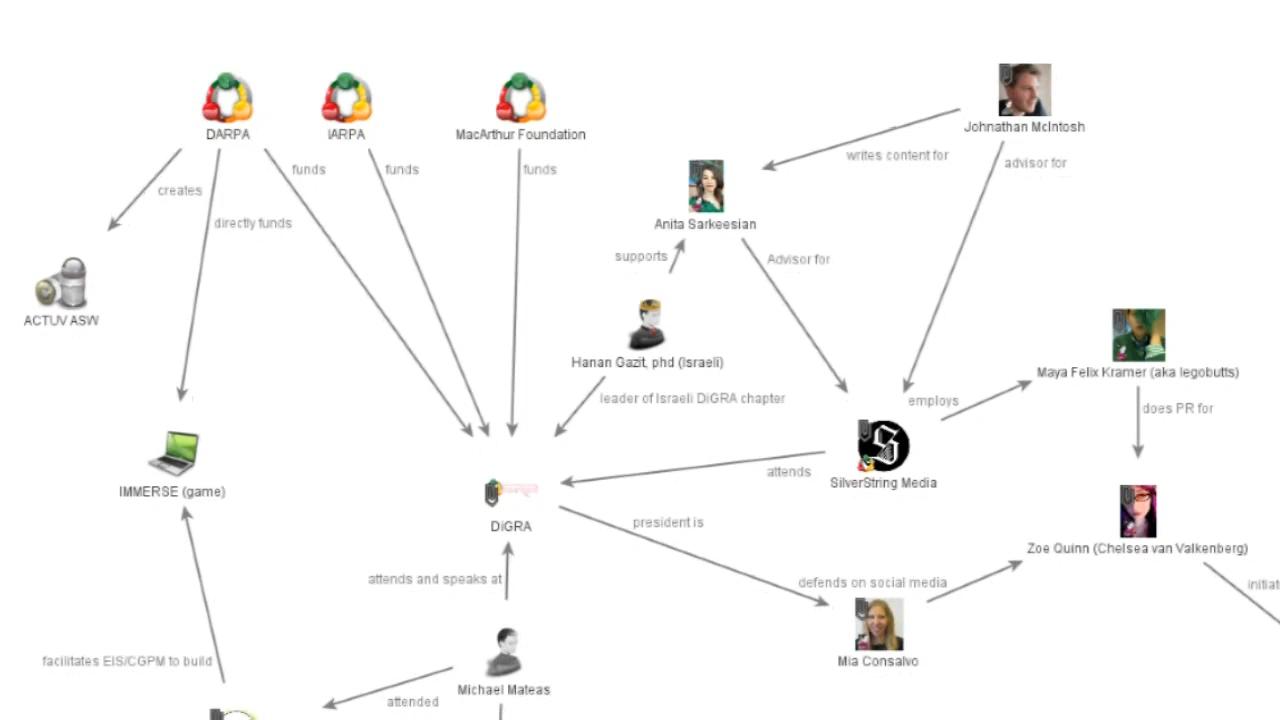 DARPA
IARPA
MacArthur Foundation
Johnathan McIntosh
writes content for
advisor for
funds
funds
funds
creates
directly funds
Anita Sarkeesian
supports
Advisor for
ACTUV ASW
Hanan Gazit, phd (Israeli)
Maya Felix Kramer (aka legobutts)
leader of Israeli DiGRA chapter
employs
does PR for
attends
SilverString Media
IMMERSE (game)
DiGRA
president is
Zoe Quinn (Chelsea van Valkenberg)
attends and speaks at
defends on social media
initiat
facilitates EIS/CGPM to build
Mia Consalvo
Michael Mateas
attended